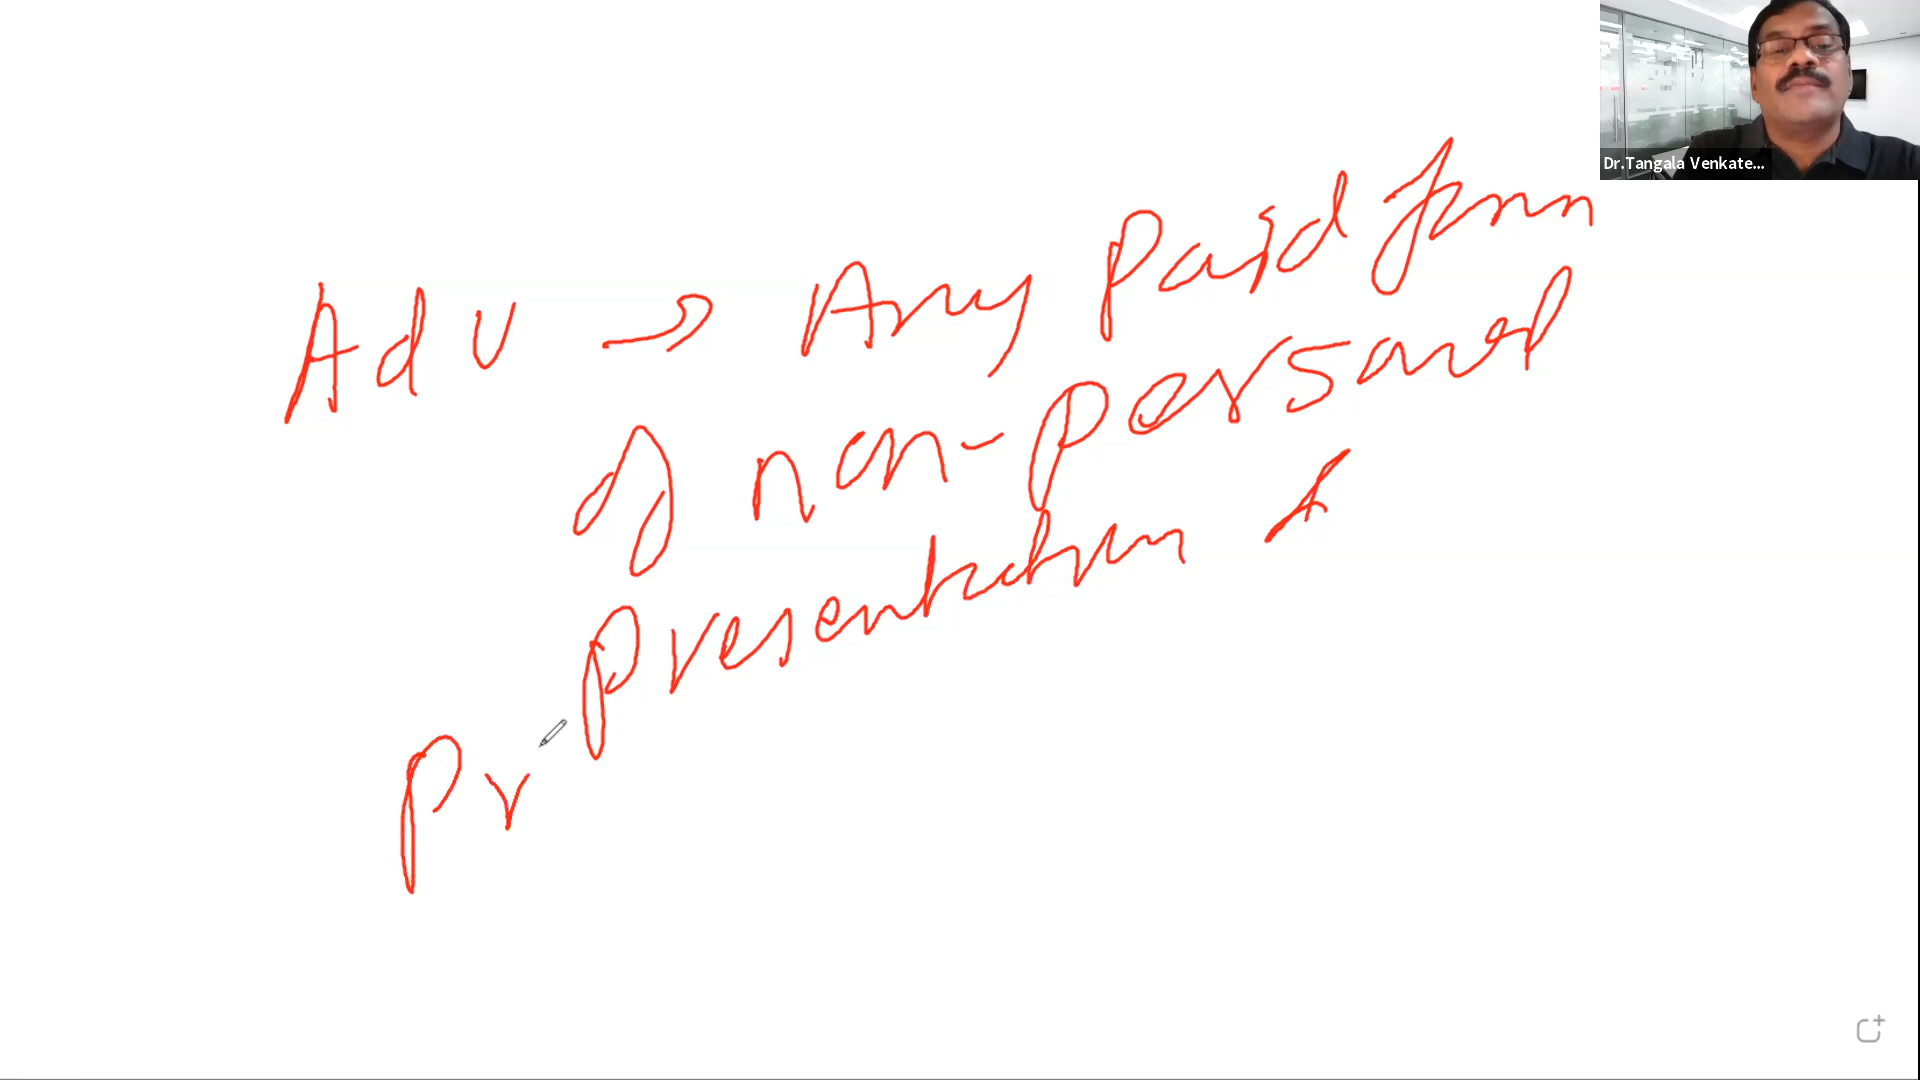 Dr.Tangala Venkate...
Adv → Any Paid form
of non-personal
presentation &
Pr